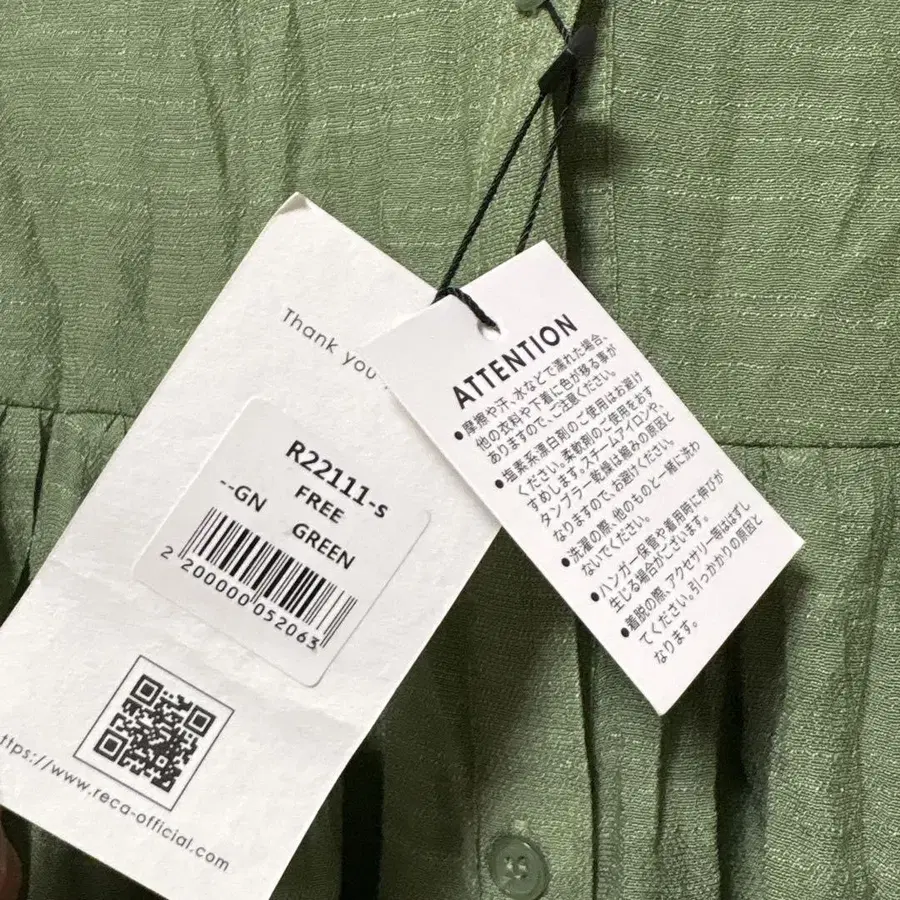 Thank you
R22111-s
FREE
--GN
GREEN
2 200000 052063
https://www.reca-official.com
ATTENTION
●摩擦や汗、水などで濡れた場合、
他の衣料や下着に色が移る事が
ありますので、ご注意ください。
●塩素系漂白剤のご使用はお避け
ください。柔軟剤のご使用をおす
すめします。スチームアイロンや、
タンブラー乾燥は縮みの原因と
なりますので、お避けください。
●洗濯の際、他のものと一緒に洗わ
ないでください。
●ハンガー保管や着用時に伸びが
生じる場合がございます。
●着脱の際、アクセサリー等ははずし
てください。引っかかりの原因と
なります。